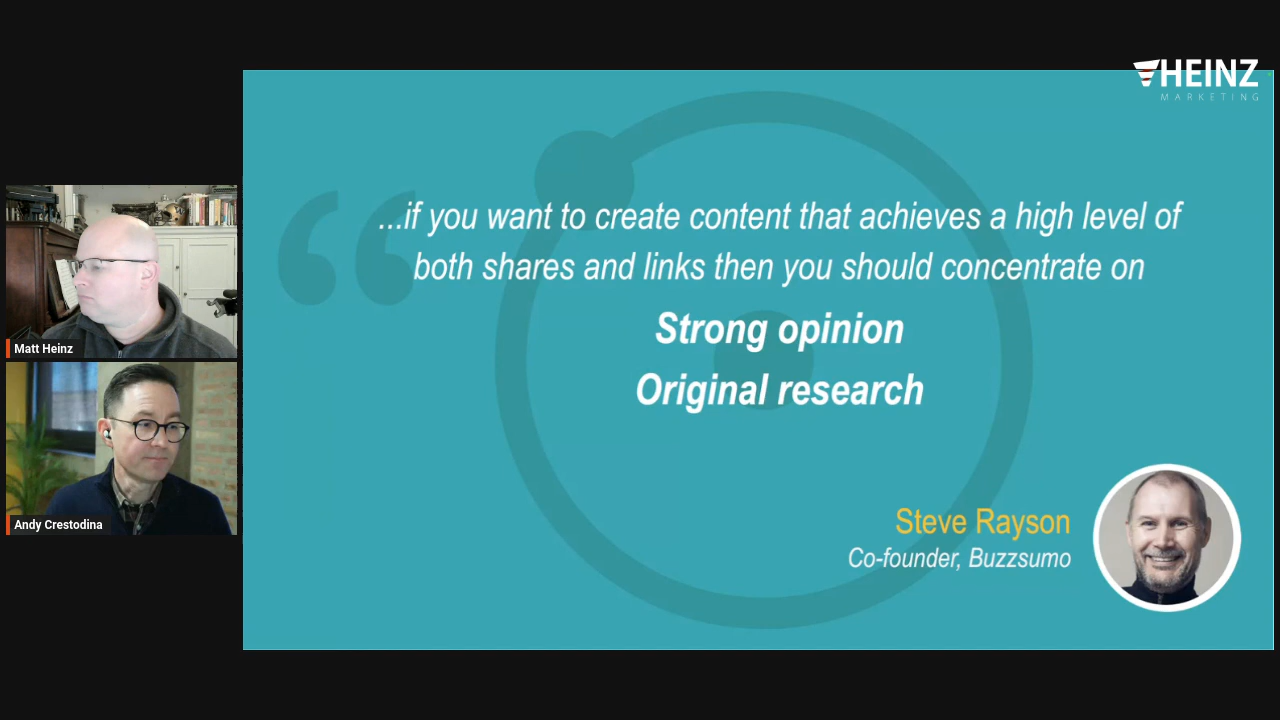 HEINZ
MARKETING
“
...if you want to create content that achieves a high level of
both shares and links then you should concentrate on
Strong opinion
Original research
Steve Rayson
Co-founder, Buzzsumo
Matt Heinz
Andy Crestodina